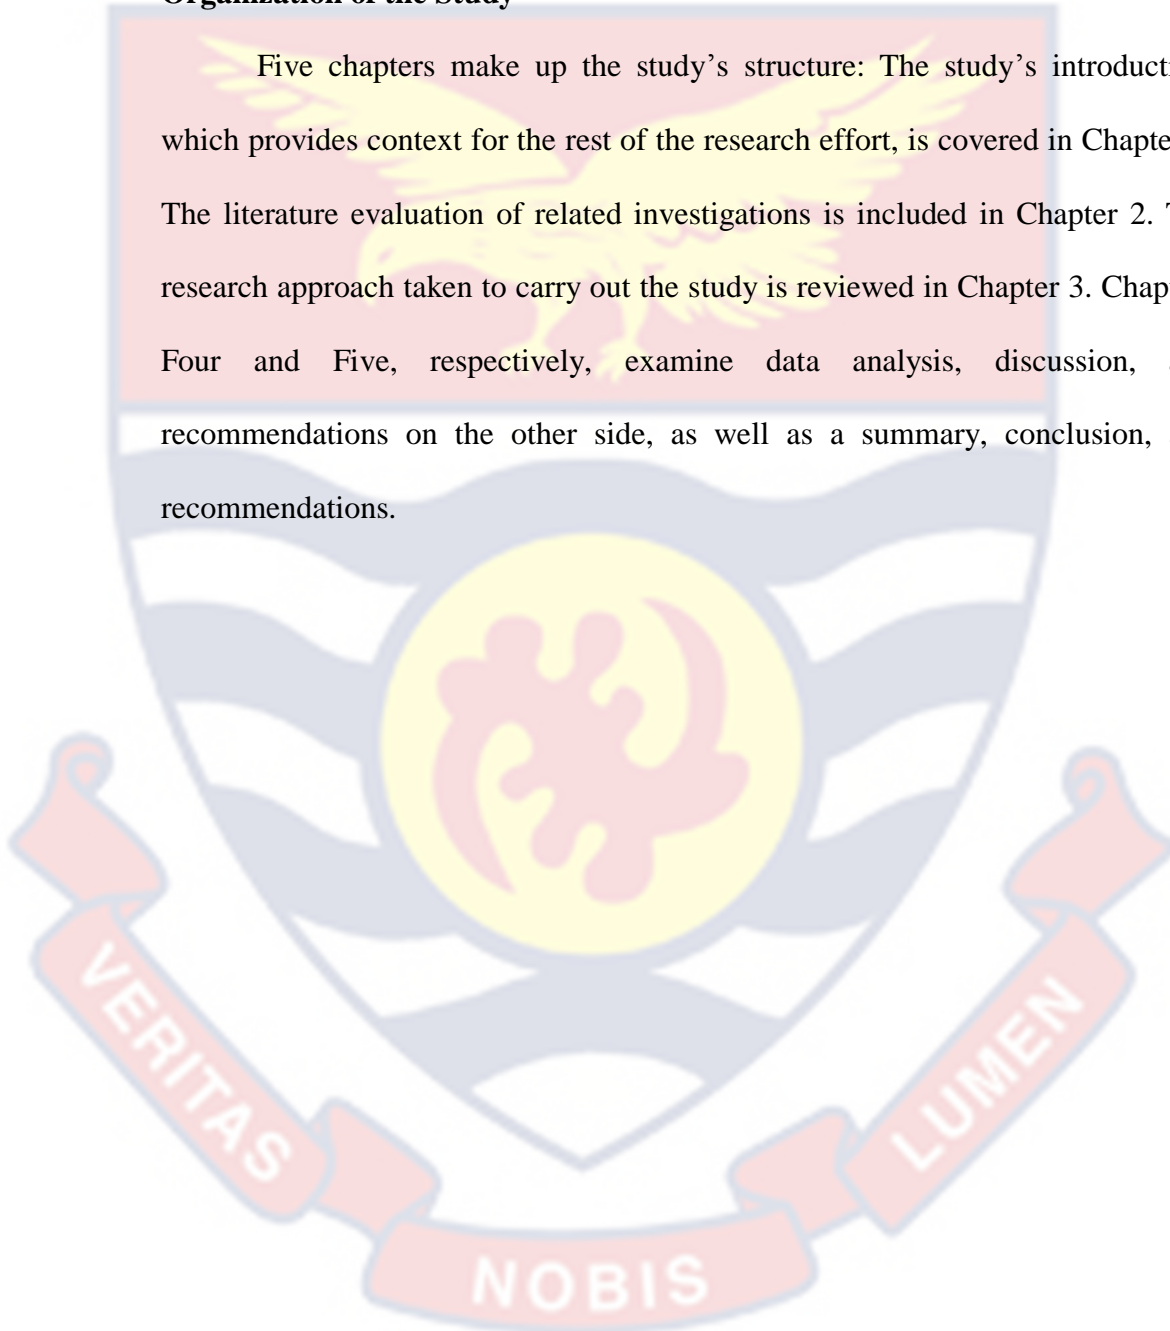 Organization of the Study
Five chapters make up the study’s structure: The study’s
which provides context for the rest of the research effort, is covered in
The literature evaluation of related investigations is included in Chapter 2.
research approach taken to carry out the study is reviewed in Chapter 3.
Four and Five, respectively, examine data analysis, discussion,
recommendations on the other side, as well as a summary, conclusion,
recommendations.
VERITAS
NOBIS
LUMEN